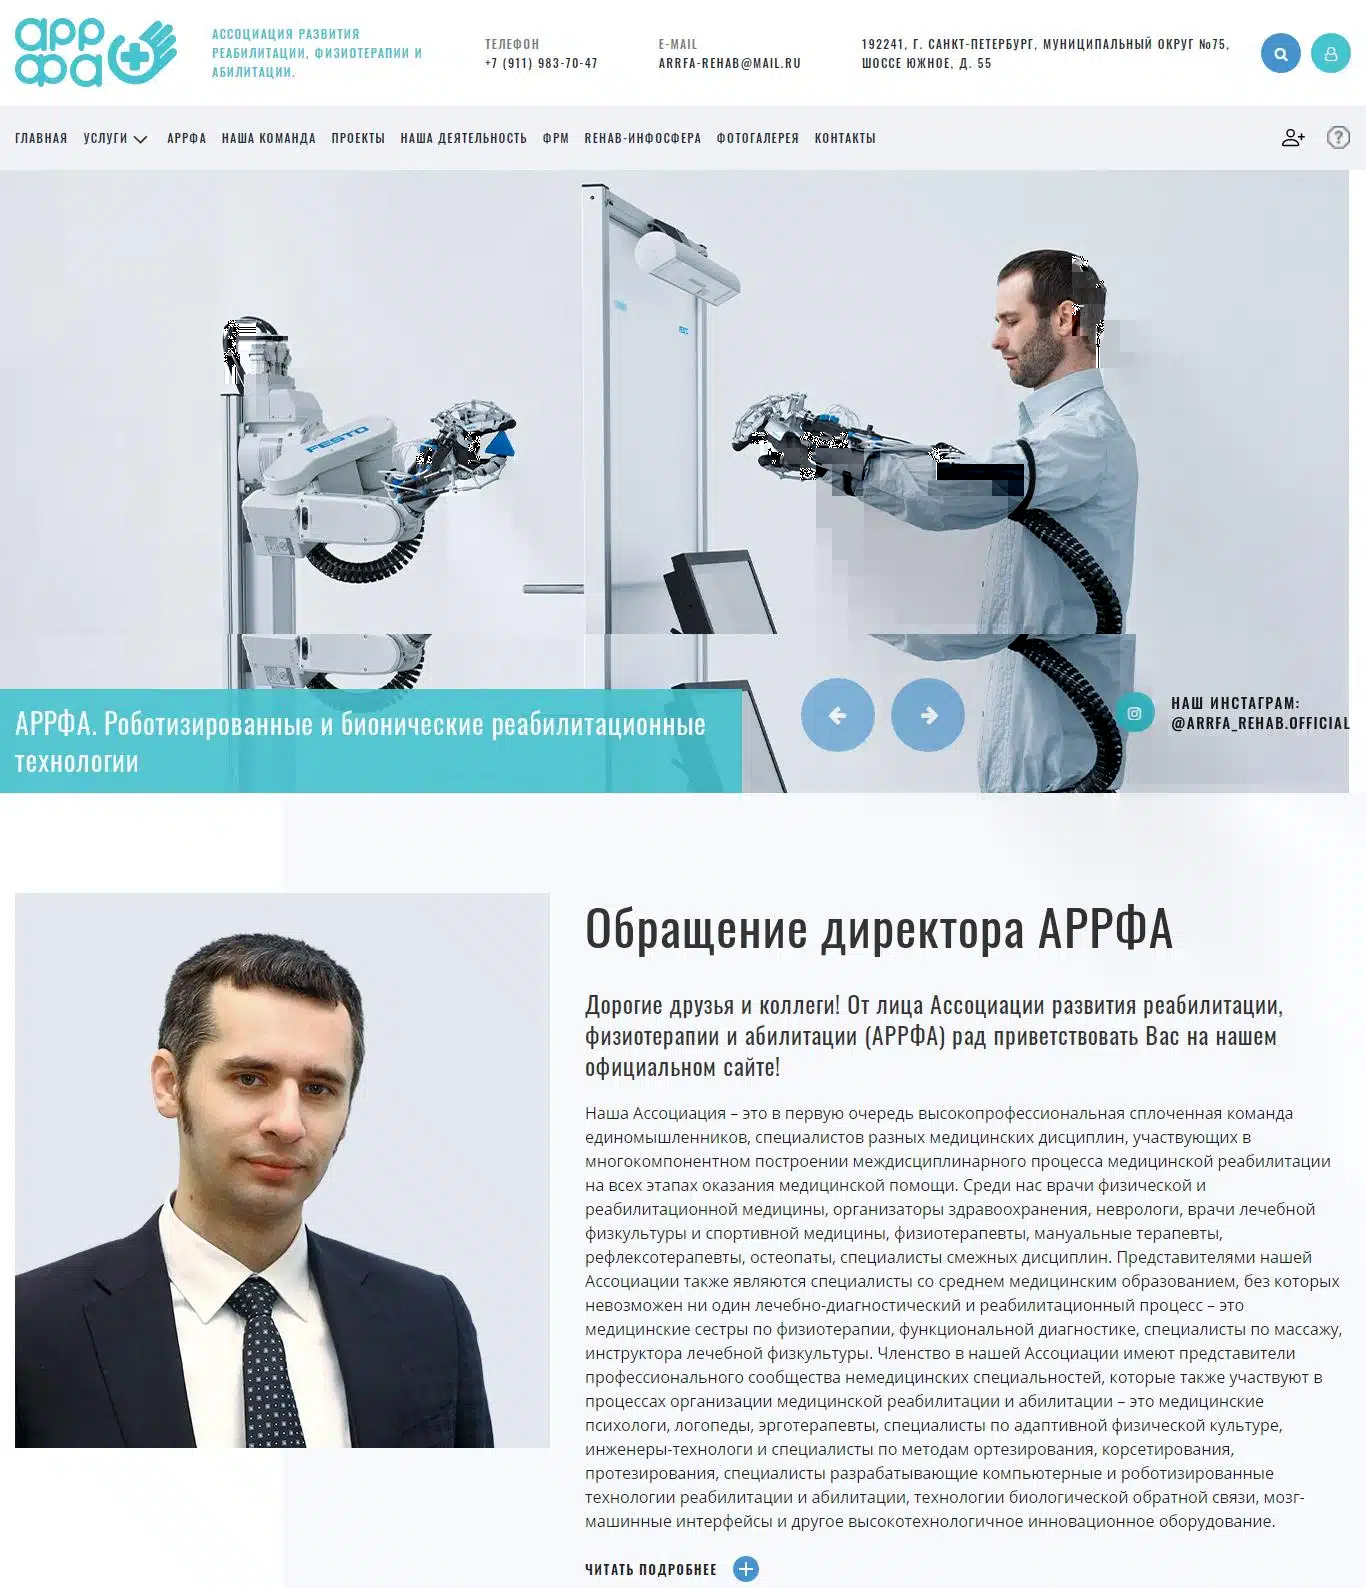 арр
фа
АССОЦИАЦИЯ РАЗВИТИЯ
РЕАБИЛИТАЦИИ, ФИЗИОТЕРАПИИ И
АБИЛИТАЦИИ.
ТЕЛЕФОН
+7 (911) 983-70-47
E-MAIL
ARRFA-REHAB@MAIL.RU
192241, Г. САНКТ-ПЕТЕРБУРГ, МУНИЦИПАЛЬНЫЙ ОКРУГ №75,
ШОССЕ ЮЖНОЕ, Д. 55
ГЛАВНАЯ УСЛУГИ АРРФА НАША КОМАНДА ПРОЕКТЫ НАША ДЕЯТЕЛЬНОСТЬ ФРМ REHAB-ИНФОСФЕРА ФОТОГАЛЕРЕЯ КОНТАКТЫ
FESTO
АРРФА. Роботизированные и бионические реабилитационные
технологии
НАШ ИНСТАГРАМ:
@ARRFA_REHAB.OFFICIAL
Обращение директора АРРФА
Дорогие друзья и коллеги! От лица Ассоциации развития реабилитации,
физиотерапии и абилитации (АРРФА) рад приветствовать Вас на нашем
официальном сайте!
Наша Ассоциация – это в первую очередь высокопрофессиональная сплоченная команда
единомышленников, специалистов разных медицинских дисциплин, участвующих в
многокомпонентном построении междисциплинарного процесса медицинской реабилитации
на всех этапах оказания медицинской помощи. Среди нас врачи физической и
реабилитационной медицины, организаторы здравоохранения, неврологи, врачи лечебной
физкультуры и спортивной медицины, физиотерапевты, мануальные терапевты,
рефлексотерапевты, остеопаты, специалисты смежных дисциплин. Представителями нашей
Ассоциации также являются специалисты со среднем медицинским образованием, без которых
невозможен ни один лечебно-диагностический и реабилитационный процесс – это
медицинские сестры по физиотерапии, функциональной диагностике, специалисты по массажу,
инструктора лечебной физкультуры. Членство в нашей Ассоциации имеют представители
профессионального сообщества немедицинских специальностей, которые также участвуют в
процессах организации медицинской реабилитации и абилитации – это медицинские
психологи, логопеды, эрготерапевты, специалисты по адаптивной физической культуре,
инженеры-технологи и специалисты по методам ортезирования, корсетирования,
протезирования, специалисты разрабатывающие компьютерные и роботизированные
технологии реабилитации и абилитации, технологии биологической обратной связи, мозг-
машинные интерфейсы и другое высокотехнологичное инновационное оборудование.
ЧИТАТЬ ПОДРОБНЕЕ